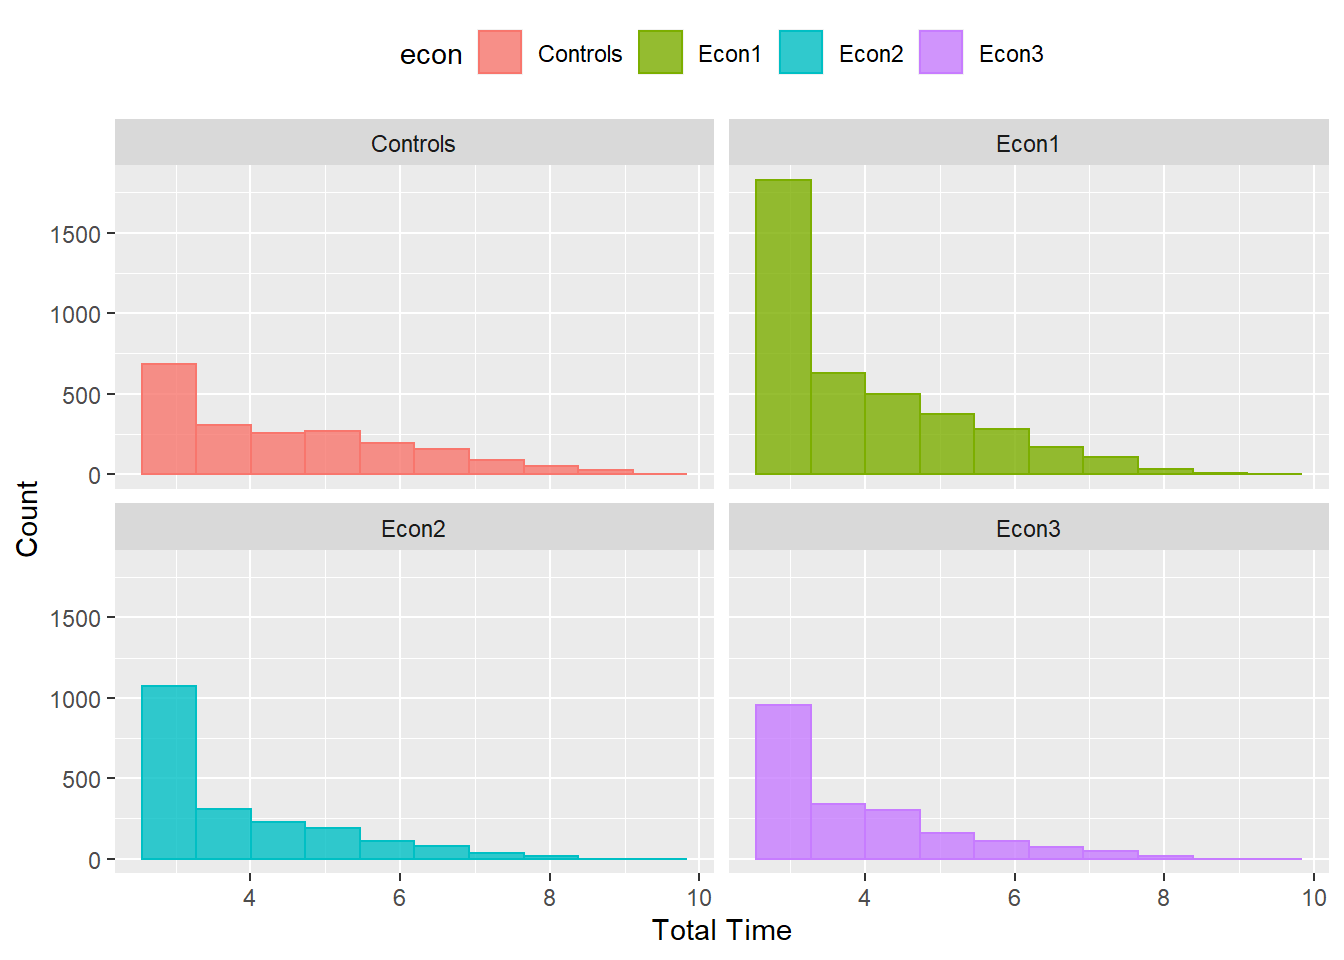 econ Controls Econ1 Econ2 Econ3
Controls Econ1
1500
1000
500
0
Econ2 Econ3
Count
1500
1000
500
0
4 6 8 10 4 6 8 10
Total Time